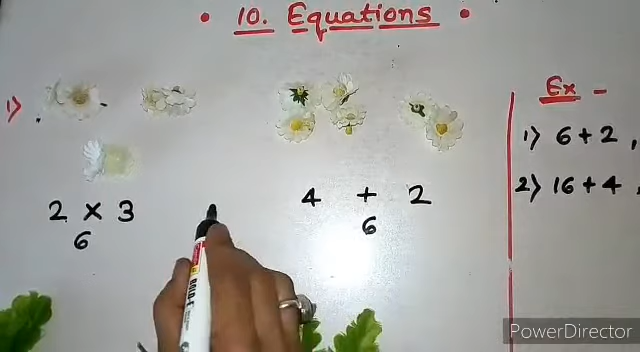 • 10. Equations •
1)
2 × 3
6
4 + 2
6
Ex -
1) 6 + 2 ,
2) 16 + 4 ,
PowerDirector